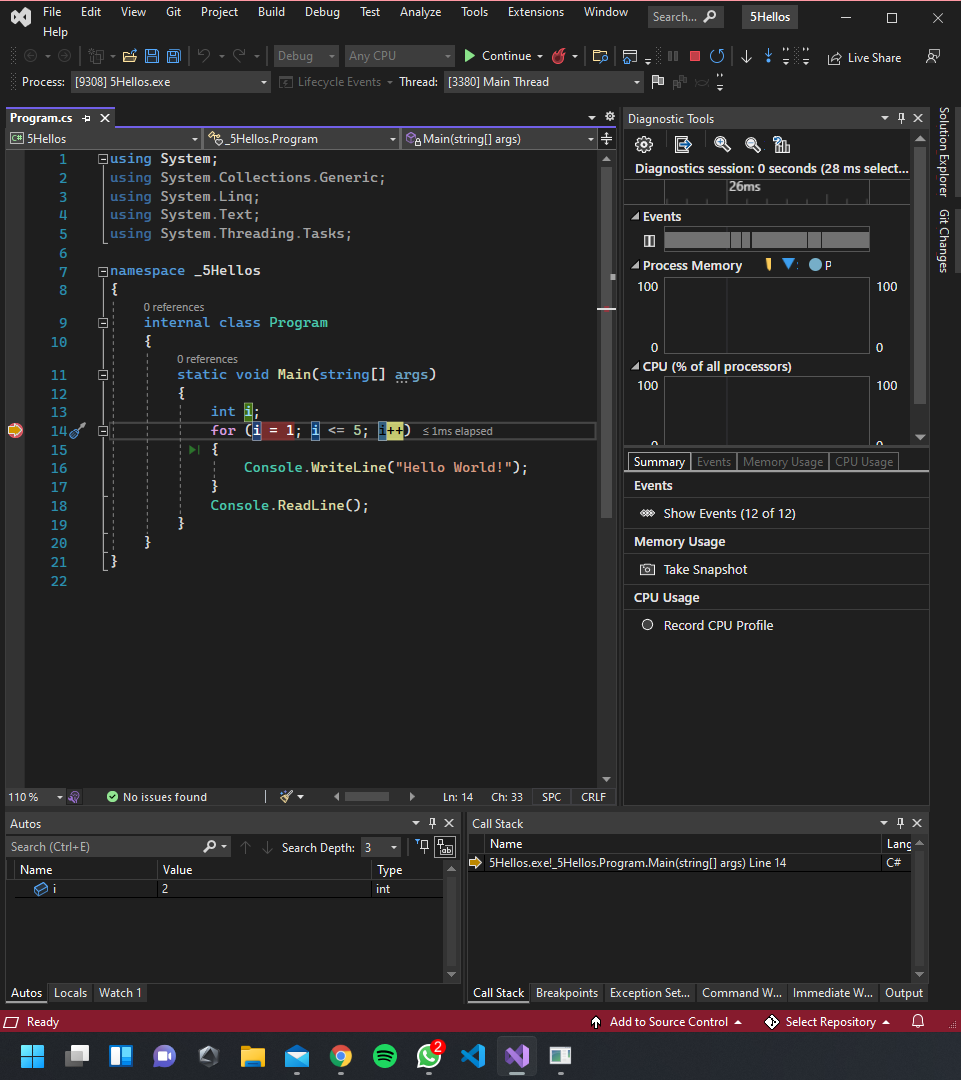 File Edit View Git Project Build Debug Test Analyze Tools Extensions Window Help
Search... 5Hellos
Debug Any CPU Continue Live Share
Process: [9308] 5Hellos.exe Lifecycle Events Thread: [3380] Main Thread
Program.cs
5Hellos _5Hellos.Program Main(string[] args)
1 using System;
2 using System.Collections.Generic;
3 using System.Linq;
4 using System.Text;
5 using System.Threading.Tasks;
6
7 namespace _5Hellos
8 {
0 references
9 internal class Program
10 {
0 references
11 static void Main(string[] args)
12 {
13 int i;
14 for (i = 1; i <= 5; i++) ≤ 1ms elapsed
15 {
16 Console.WriteLine("Hello World!");
17 }
18 Console.ReadLine();
19 }
20 }
21 }
22
110 % No issues found Ln: 14 Ch: 33 SPC CRLF
Diagnostic Tools
Diagnostics session: 0 seconds (28 ms select...
26ms
Events
Process Memory P
100 100
0 0
CPU (% of all processors)
100 100
0 0
Summary Events Memory Usage CPU Usage
Events
Show Events (12 of 12)
Memory Usage
Take Snapshot
CPU Usage
Record CPU Profile
Solution Explorer
Git Changes
Autos
Search (Ctrl+E) Search Depth: 3
Name Value Type
i 2 int
Autos Locals Watch 1
Call Stack
Name Lang
5Hellos.exe!_5Hellos.Program.Main(string[] args) Line 14 C#
Call Stack Breakpoints Exception Set... Command W... Immediate W... Output
Ready Add to Source Control Select Repository
2